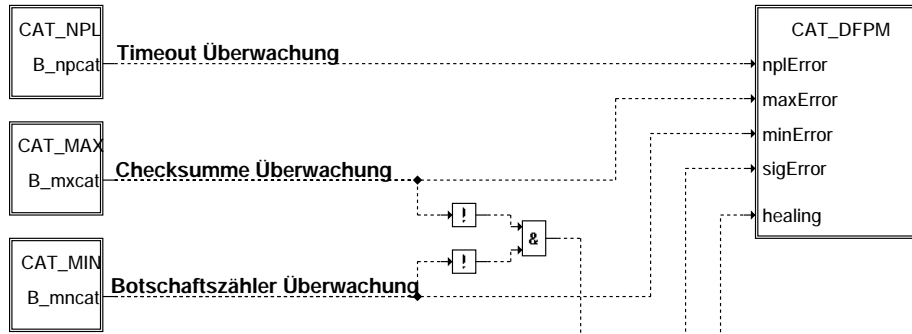 CAT_NPL
B_npcat
Timeout Überwachung
CAT_DFPM
nplError
maxError
minError
sigError
healing
CAT_MAX
B_mxcat
Checksumme Überwachung
!
&
!
CAT_MIN
B_mncat
Botschaftszähler Überwachung